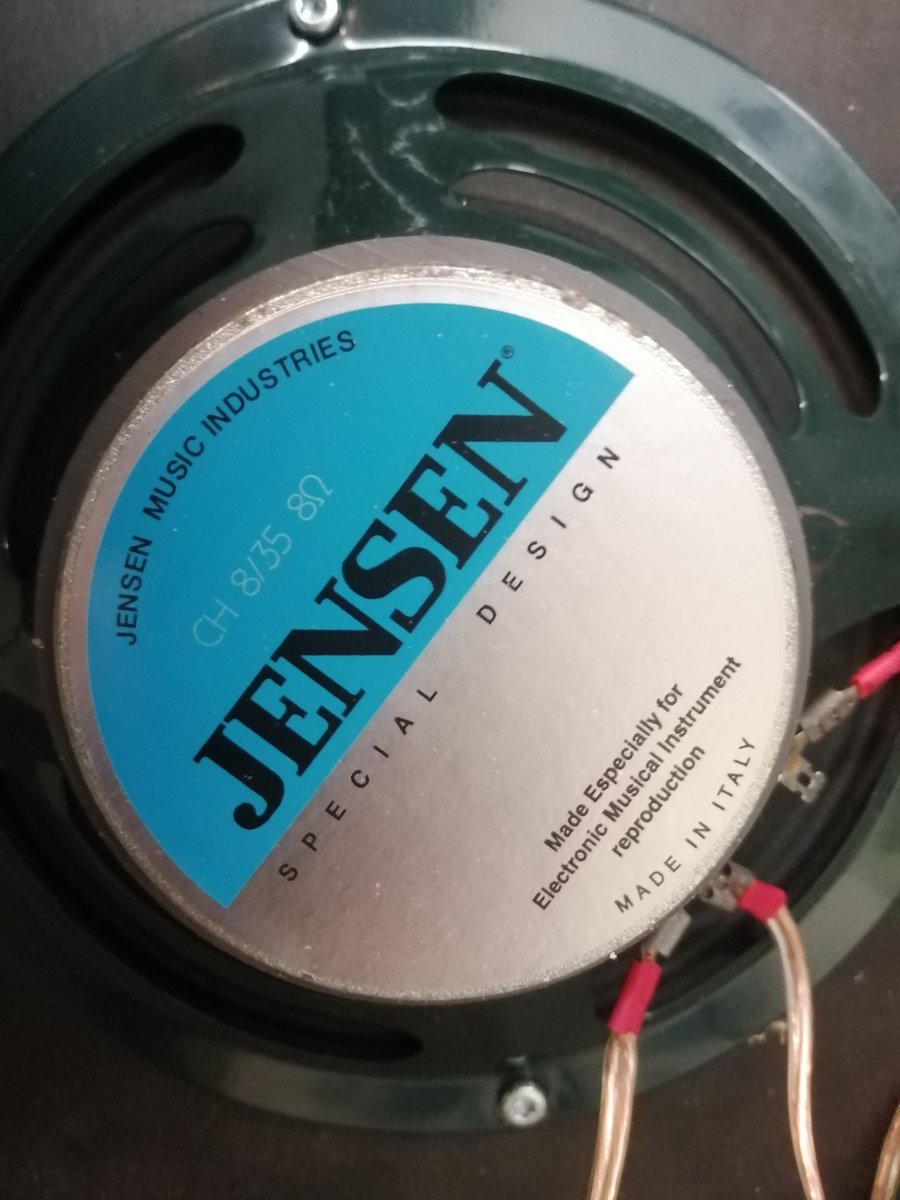 JENSEN MUSIC INDUSTRIES
CH 8/35 8Ω
JENSEN®
SPECIAL DESIGN
Made Especially for
Electronic Musical Instrument
reproduction
MADE IN ITALY